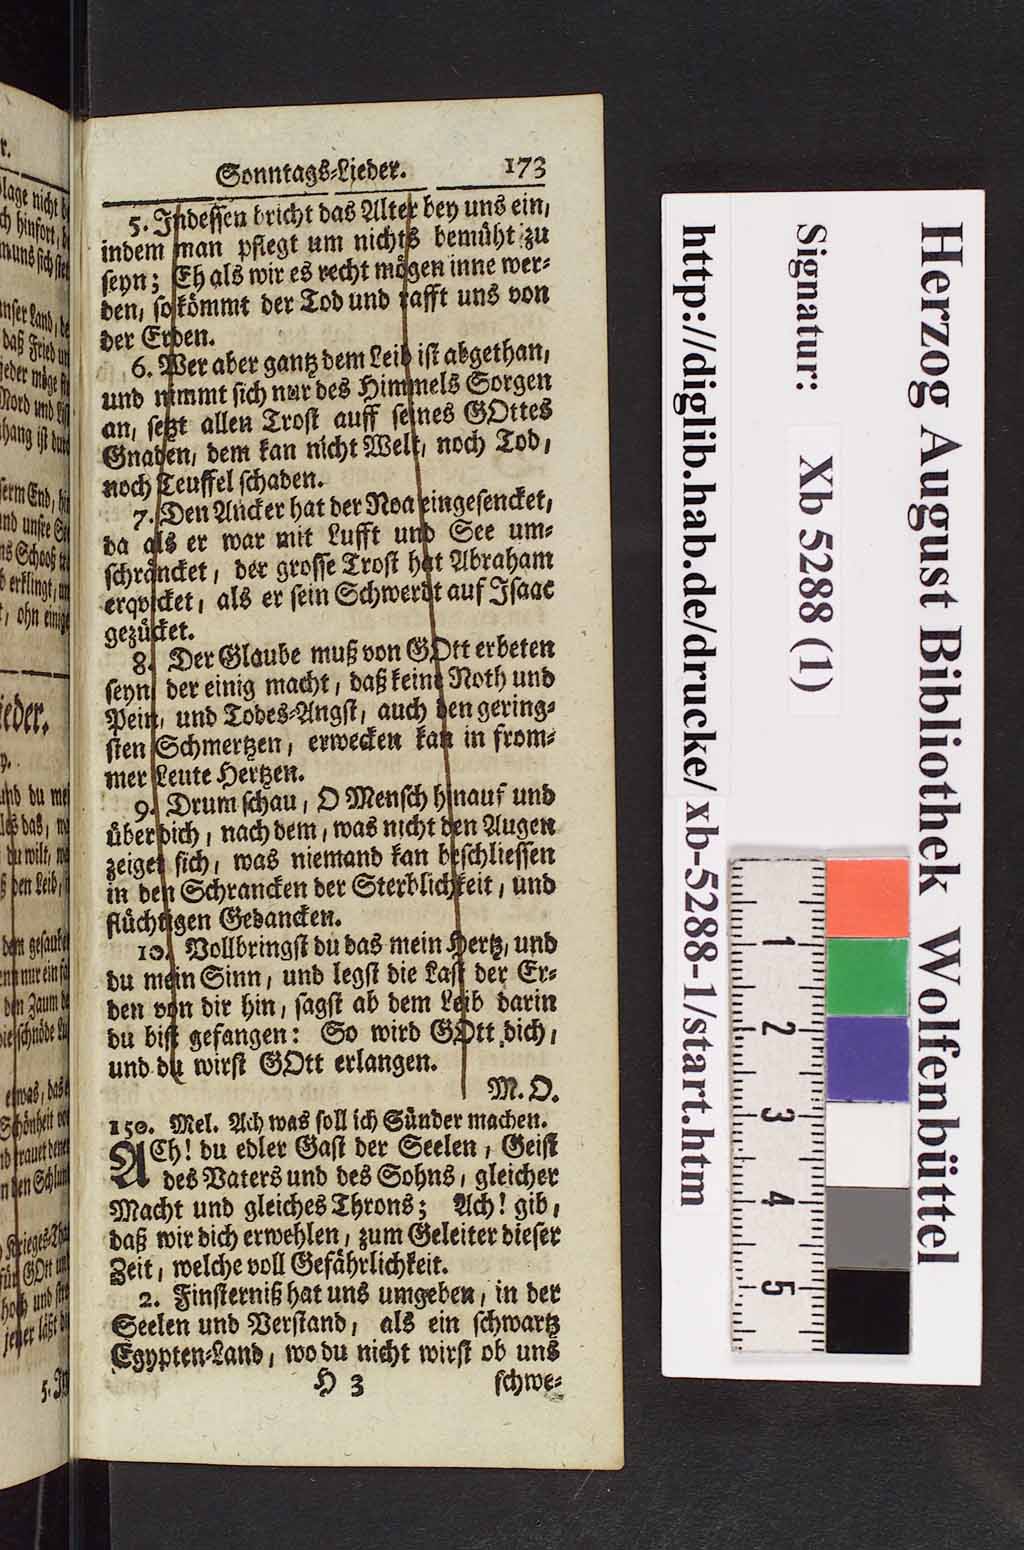 Sonntags-Lieder. 173
5. Indessen bricht das Alter bey uns ein,
indem man pflegt um nichts bemüht zu
seyn; Eh als wir es recht mögen inne wer-
den, so kömmt der Tod und rafft uns von
der Erden.
6. Wer aber gantz dem Leib ist abgethan,
und nimmt sich nur des Himmels Sorgen
an, setzt allen Trost auff seines GOttes
Gnaden, dem kan nicht Welt, noch Tod,
noch Teuffel schaden.
7. Den Ancker hat der Noa eingesencket,
da als er war mit Lufft und See um-
schräncket, der grosse Trost hat Abraham
erqvicket, als er sein Schwerdt auf Isaac
gezücket.
8. Der Glaube muß von GOtt erbeten
seyn, der einig macht, daß keine Noth und
Pein, und Todes-Angst, auch den gering-
sten Schmertzen, erwecken kan in from-
mer Leute Hertzen.
9. Drum schau, O Mensch hinauf und
über dich, nach dem, was nicht den Augen
zeiget sich, was niemand kan beschliessen
in den Schrancken der Sterblichkeit, und
flüchtigen Gedancken.
10. Vollbringst du das mein Hertz, und
du mein Sinn, und legst die Last der Er-
den von dir hin, sagst ab dem Leib darin
du bist gefangen: So wird GOtt dich,
und du wirst GOtt erlangen.
M. O.
150. Mel. Ach was soll ich Sünder machen.
ACh! du edler Gast der Seelen, Geist
des Vaters und des Sohns, gleicher
Macht und gleiches Throns; Ach! gib,
daß wir dich erwehlen, zum Geleiter dieser
Zeit, welche voll Gefährlichkeit.
2. Finsterniß hat uns umgeben, in der
Seelen und Verstand, als ein schwartz
Egypten-Land, wo du nicht wirst ob uns
H 3 schwe-
Herzog August Bibliothek Wolfenbüttel
Signatur: Xb 5288 (1)
http://diglib.hab.de/drucke/xb-5288-1/start.htm
1
2
3
4
5